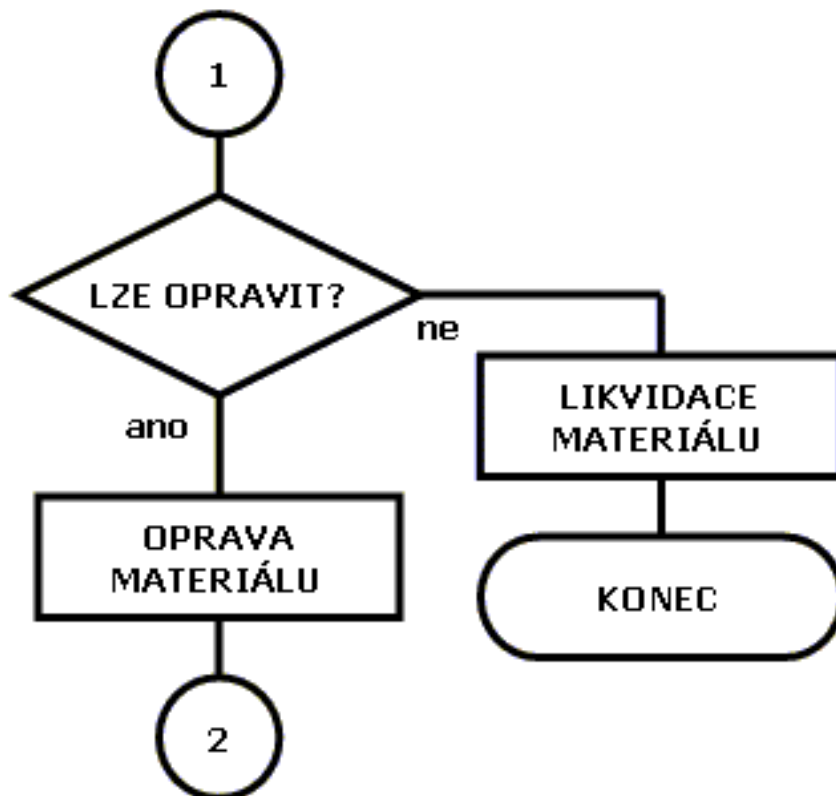 1
LZE OPRAVIT?
ne
LIKVIDACE
MATERIÁLU
ano
OPRAVA
MATERIÁLU
KONEC
2